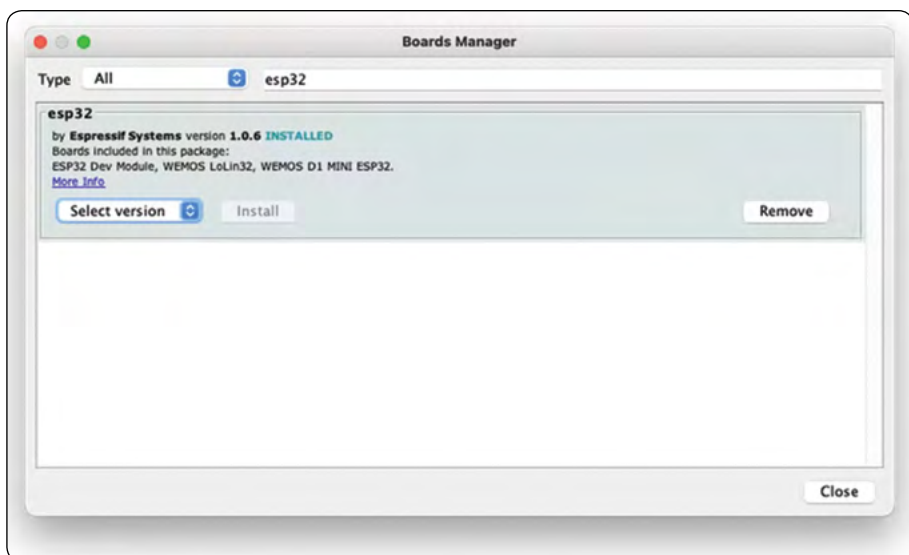 Boards Manager
Type All esp32
esp32
by Espressif Systems version 1.0.6 INSTALLED
Boards included in this package:
ESP32 Dev Module, WEMOS LoLin32, WEMOS D1 MINI ESP32.
More Info
Select version Install Remove
Close